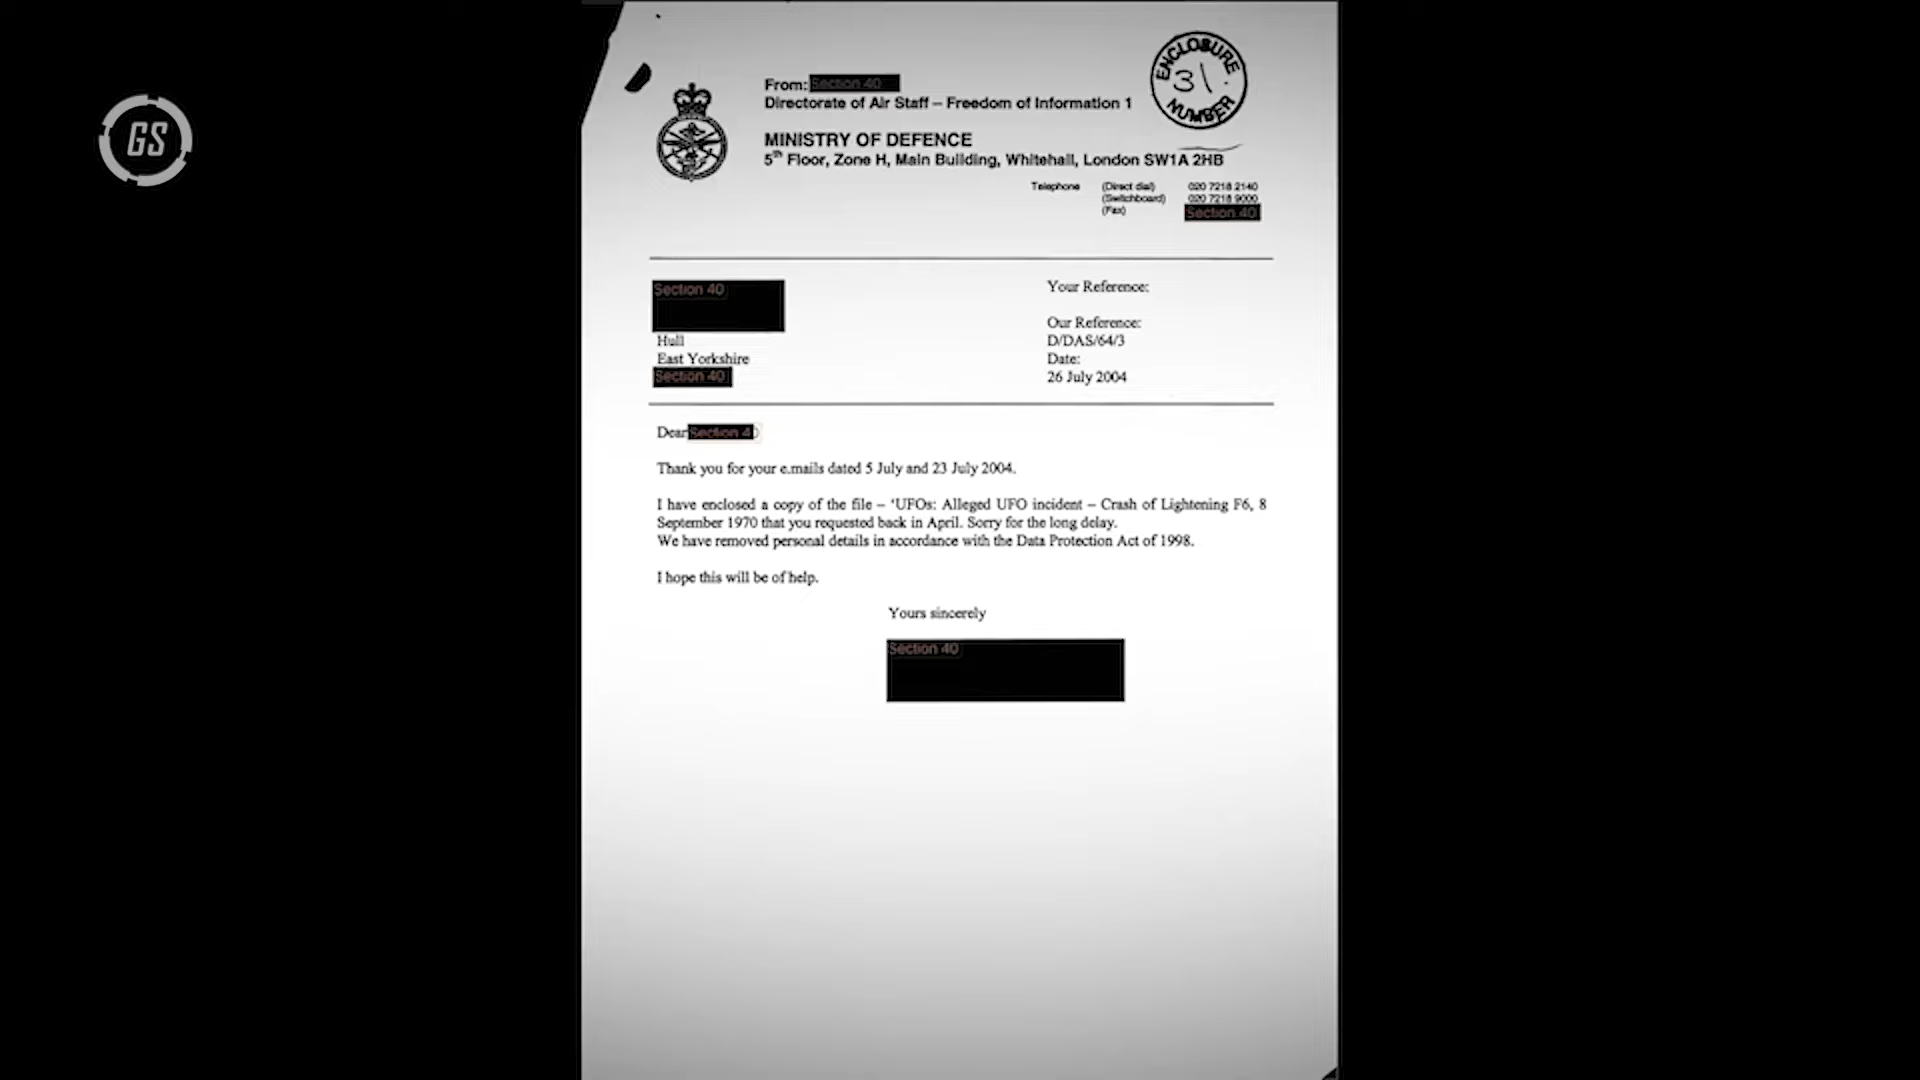 GS
ENCLOSURE
31.
NUMBER
From: Section 40
Directorate of Air Staff – Freedom of Information 1
MINISTRY OF DEFENCE
5th Floor, Zone H, Main Building, Whitehall, London SW1A 2HB
Telephone (Direct dial) 020 7218 2140
(Switchboard) 020 7218 9000
(Fax) Section 40
Section 40
Hull
East Yorkshire
Section 40
Your Reference:
Our Reference:
D/DAS/64/3
Date:
26 July 2004
Dear Section 40
Thank you for your e.mails dated 5 July and 23 July 2004.
I have enclosed a copy of the file – ‘UFOs: Alleged UFO incident – Crash of Lightening F6, 8
September 1970 that you requested back in April. Sorry for the long delay.
We have removed personal details in accordance with the Data Protection Act of 1998.
I hope this will be of help.
Yours sincerely
Section 40